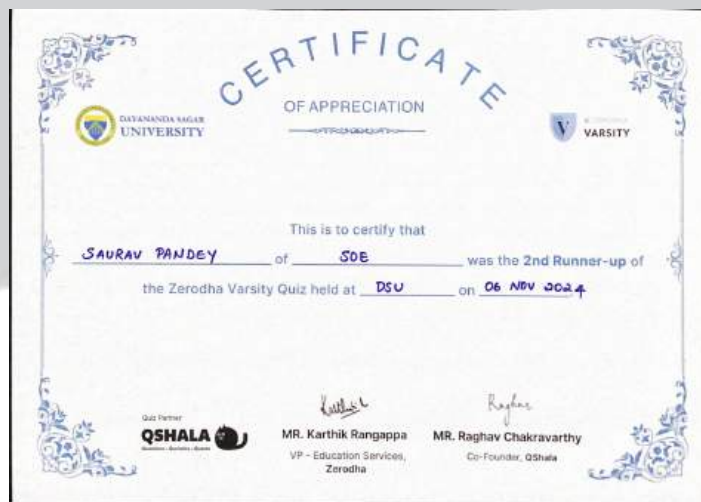 CERTIFICATE
OF APPRECIATION
DAYANANDA SAGAR
UNIVERSITY
V
VARSITY
This is to certify that
SAURAV PANDEY of SOE was the 2nd Runner-up of
the Zerodha Varsity Quiz held at DSU on 06 NOV 2024
Quiz Partner
QSHALA
Karthik
Raghav
MR. Karthik Rangappa
MR. Raghav Chakravarthy
VP - Education Services,
Zerodha
Co-Founder, QShala